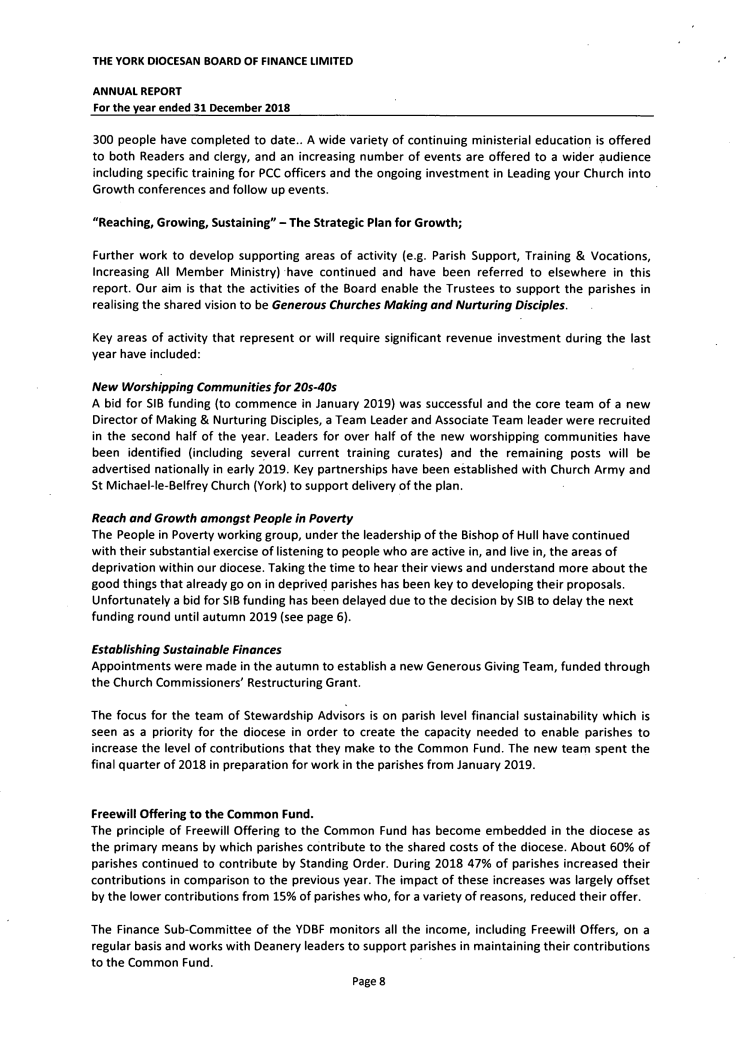 THE YORK DIOCESAN BOARD OF FINANCE LIMITED
ANNUAL REPORT
For the year ended 31 December 2018
300 people have completed to date.. A wide variety of continuing ministerial education is offered
to both Readers and clergy, and an increasing number of events are offered to a wider audience
including specific training for PCC officers and the ongoing investment in Leading your Church into
Growth conferences and follow up events.
"Reaching, Growing, Sustaining" – The Strategic Plan for Growth;
Further work to develop supporting areas of activity (e.g. Parish Support, Training & Vocations,
Increasing All Member Ministry) have continued and have been referred to elsewhere in this
report. Our aim is that the activities of the Board enable the Trustees to support the parishes in
realising the shared vision to be Generous Churches Making and Nurturing Disciples.
Key areas of activity that represent or will require significant revenue investment during the last
year have included:
New Worshipping Communities for 20s-40s
A bid for SIB funding (to commence in January 2019) was successful and the core team of a new
Director of Making & Nurturing Disciples, a Team Leader and Associate Team leader were recruited
in the second half of the year. Leaders for over half of the new worshipping communities have
been identified (including several current training curates) and the remaining posts will be
advertised nationally in early 2019. Key partnerships have been established with Church Army and
St Michael-le-Belfrey Church (York) to support delivery of the plan.
Reach and Growth amongst People in Poverty
The People in Poverty working group, under the leadership of the Bishop of Hull have continued
with their substantial exercise of listening to people who are active in, and live in, the areas of
deprivation within our diocese. Taking the time to hear their views and understand more about the
good things that already go on in deprived parishes has been key to developing their proposals.
Unfortunately a bid for SIB funding has been delayed due to the decision by SIB to delay the next
funding round until autumn 2019 (see page 6).
Establishing Sustainable Finances
Appointments were made in the autumn to establish a new Generous Giving Team, funded through
the Church Commissioners' Restructuring Grant.
The focus for the team of Stewardship Advisors is on parish level financial sustainability which is
seen as a priority for the diocese in order to create the capacity needed to enable parishes to
increase the level of contributions that they make to the Common Fund. The new team spent the
final quarter of 2018 in preparation for work in the parishes from January 2019.
Freewill Offering to the Common Fund.
The principle of Freewill Offering to the Common Fund has become embedded in the diocese as
the primary means by which parishes contribute to the shared costs of the diocese. About 60% of
parishes continued to contribute by Standing Order. During 2018 47% of parishes increased their
contributions in comparison to the previous year. The impact of these increases was largely offset
by the lower contributions from 15% of parishes who, for a variety of reasons, reduced their offer.
The Finance Sub-Committee of the YDBF monitors all the income, including Freewill Offers, on a
regular basis and works with Deanery leaders to support parishes in maintaining their contributions
to the Common Fund.
Page 8